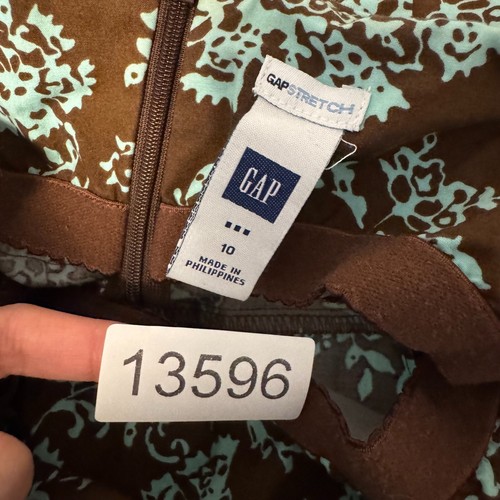 GAPSTRETCH
GAP
10
MADE IN
PHILIPPINES
13596